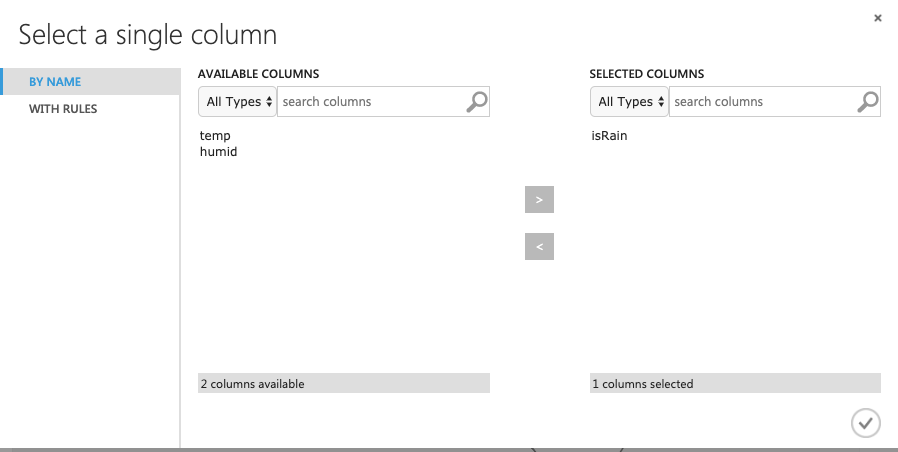 Select a single column
BY NAME
WITH RULES
AVAILABLE COLUMNS
All Types search columns
temp
humid
2 columns available
>
<
SELECTED COLUMNS
All Types search columns
isRain
1 columns selected